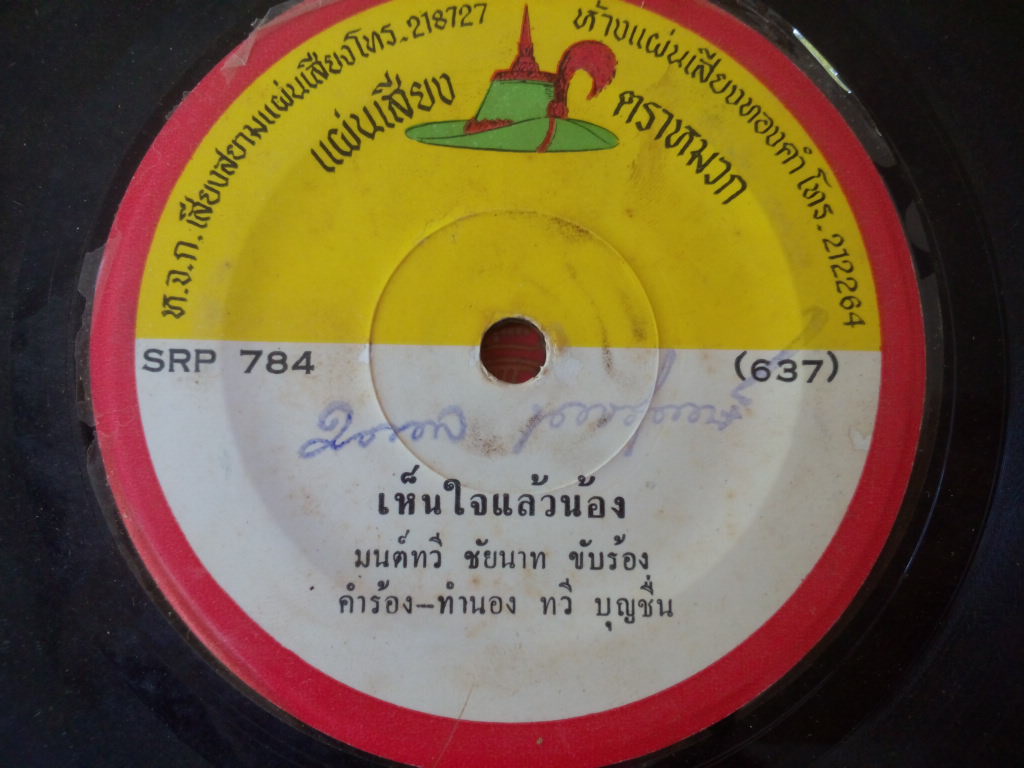 ห.จ.ก. เสียงสยามแผ่นเสียงโทร. 218727
ห้างแผ่นเสียงทองคำ โทร. 212264
แผ่นเสียง
ตราหมวก
SRP 784
(637)
เห็นใจแล้วน้อง
มนต์ทวี ชัยนาท ขับร้อง
คำร้อง-ทำนอง ทวี บุญชื่น